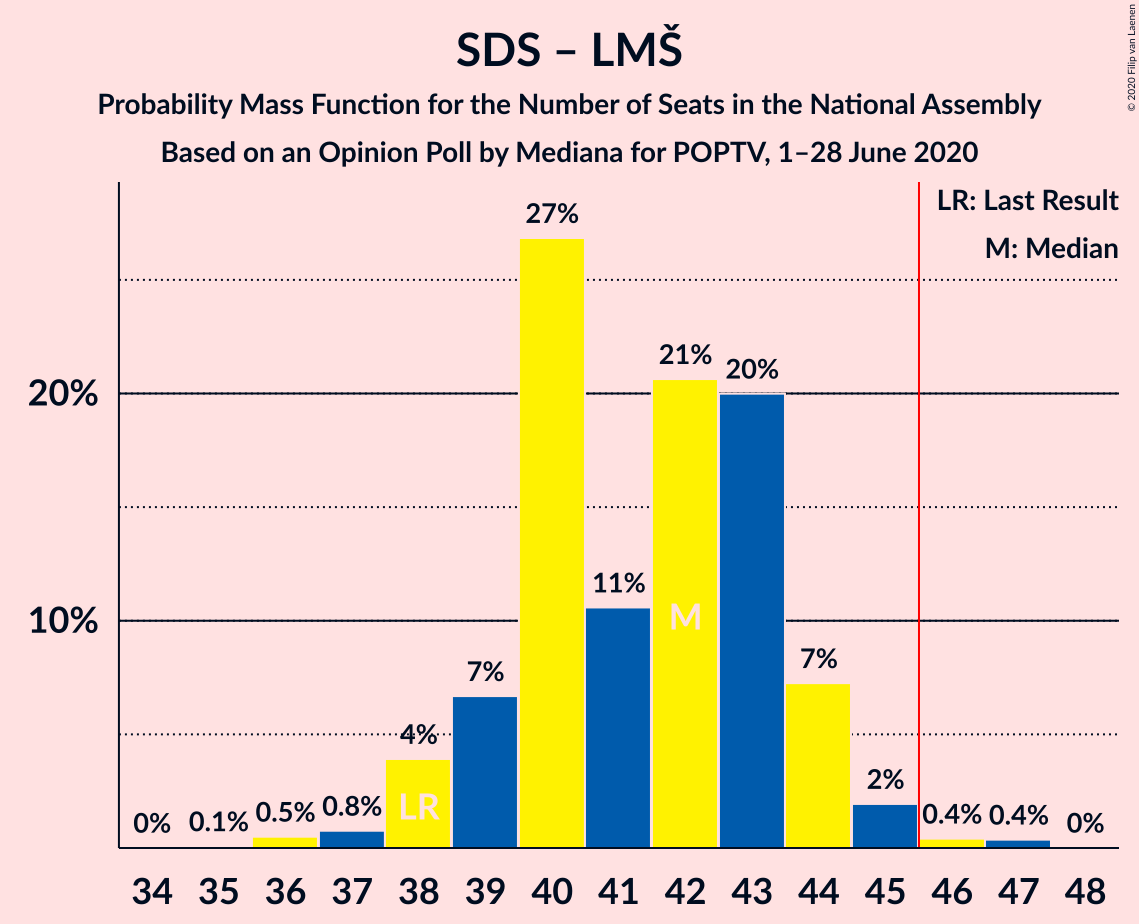 SDS – LMŠ
Probability Mass Function for the Number of Seats in the National Assembly
Based on an Opinion Poll by Mediana for POPTV, 1–28 June 2020
© 2020 Filip van Laenen
LR: Last Result
M: Median
20%
10%
0%
0.1%
0.5%
0.8%
4%
7%
27%
11%
21%
20%
7%
2%
0.4%
0.4%
0%
LR
M
34 35 36 37 38 39 40 41 42 43 44 45 46 47 48